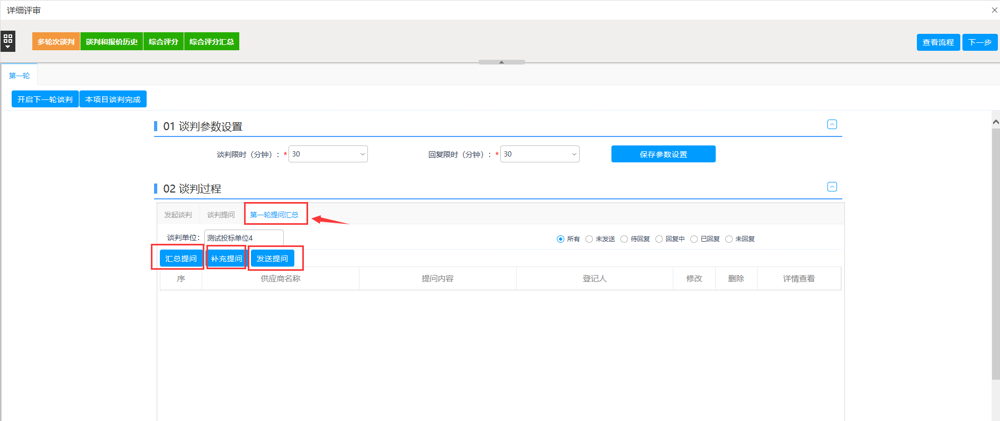 详细评审
多轮次谈判 谈判和报价历史 综合评分 综合评分汇总 查看流程 下一步
第一轮
开启下一轮谈判 本项目谈判完成
01 谈判参数设置
谈判限时（分钟）：* 30 回复限时（分钟）：* 30 保存参数设置
02 谈判过程
发起谈判 谈判提问 第一轮提问汇总
谈判单位： 测试投标单位4 所有 未发送 待回复 回复中 已回复 未回复
汇总提问 补充提问 发送提问
序 供应商名称 提问内容 登记人 修改 删除 详情查看